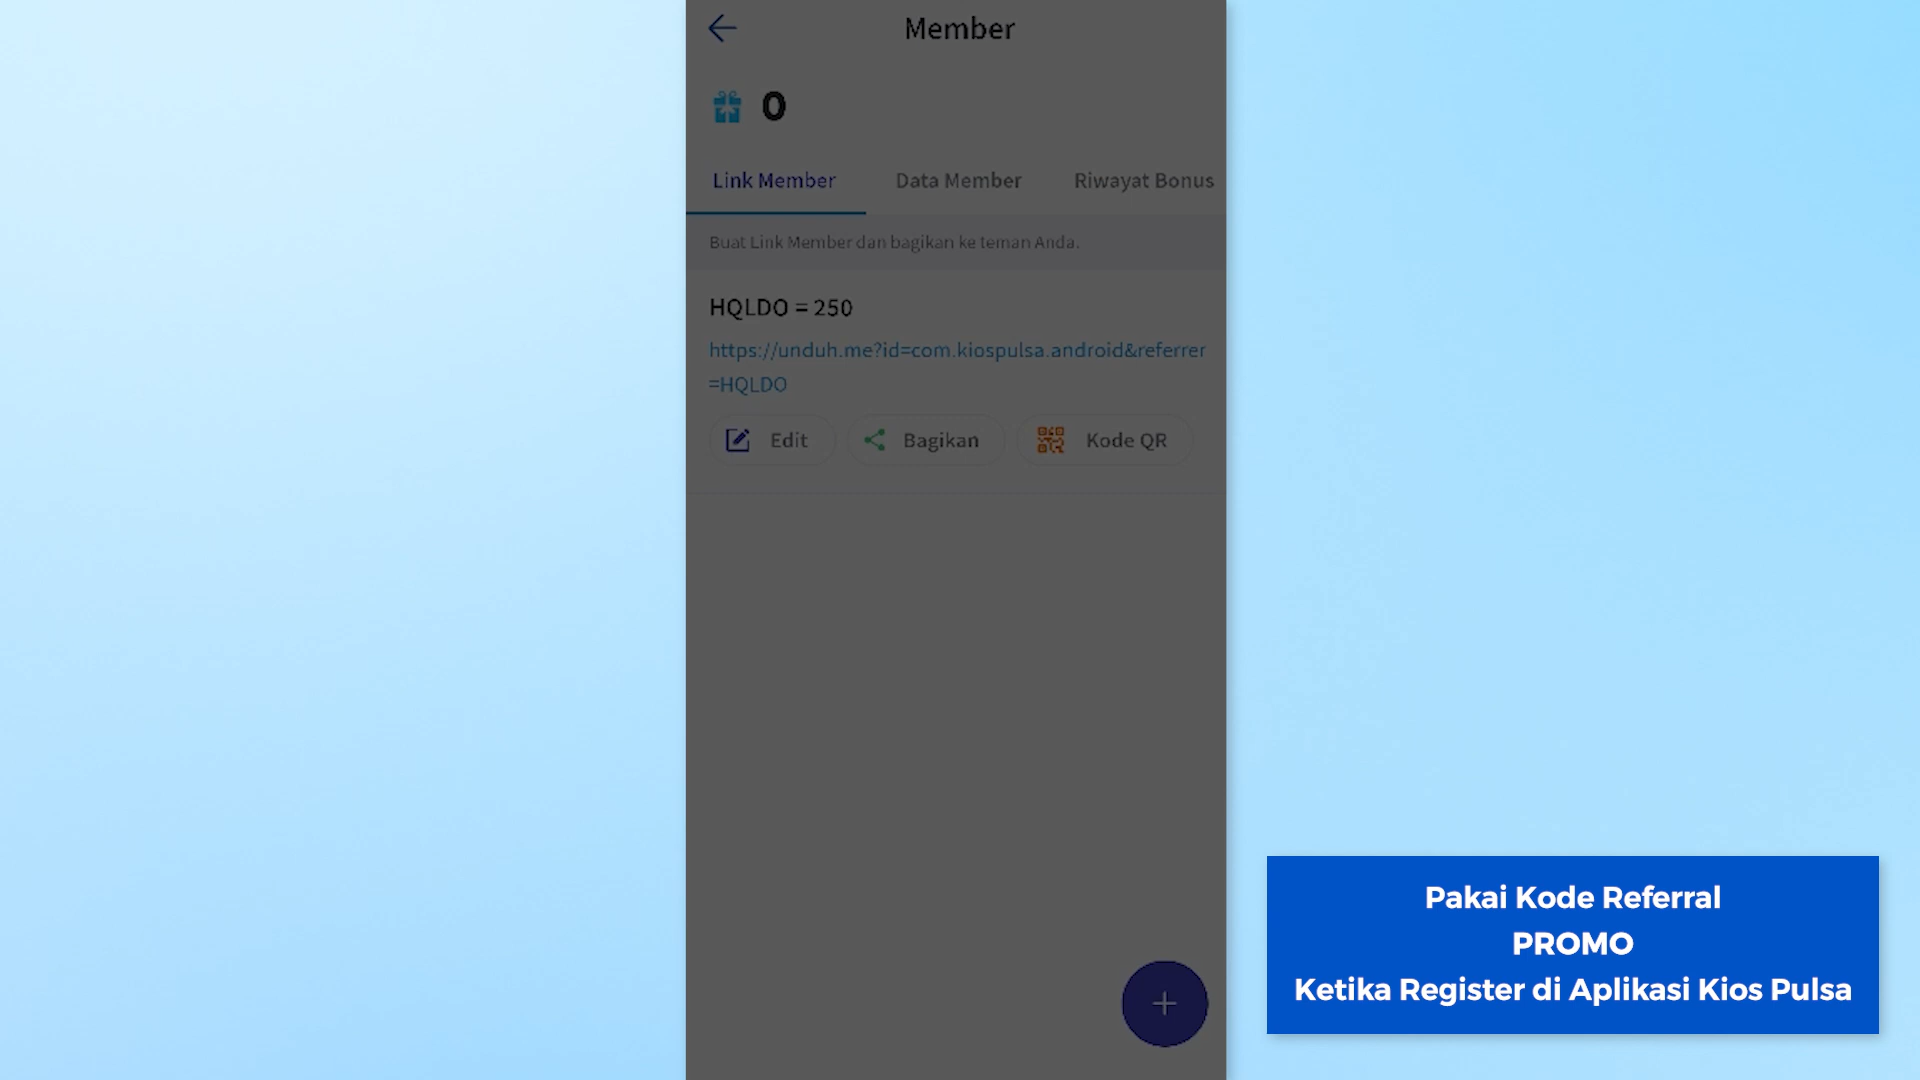 Member
0
Link Member
Data Member
Riwayat Bonus
Buat Link Member dan bagikan ke teman Anda.
HQLDO = 250
https://unduh.me?id=com.kiospulsa.android&referrer
=HQLDO
Edit
Bagikan
Kode QR
Pakai Kode Referral
PROMO
Ketika Register di Aplikasi Kios Pulsa